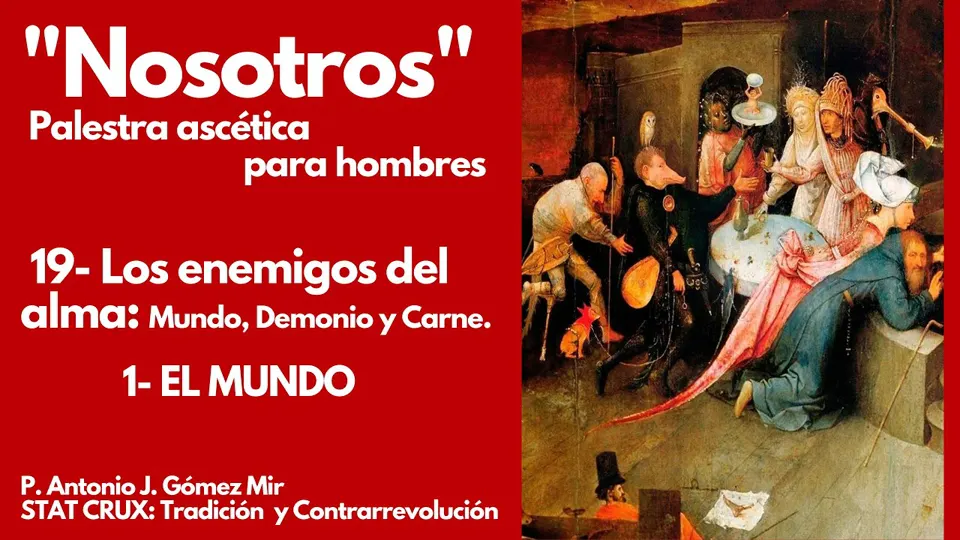 "Nosotros"
Palestra ascética
para hombres
19- Los enemigos del
alma: Mundo, Demonio y Carne.
1- EL MUNDO
P. Antonio J. Gómez Mir
STAT CRUX: Tradición y Contrarrevolución